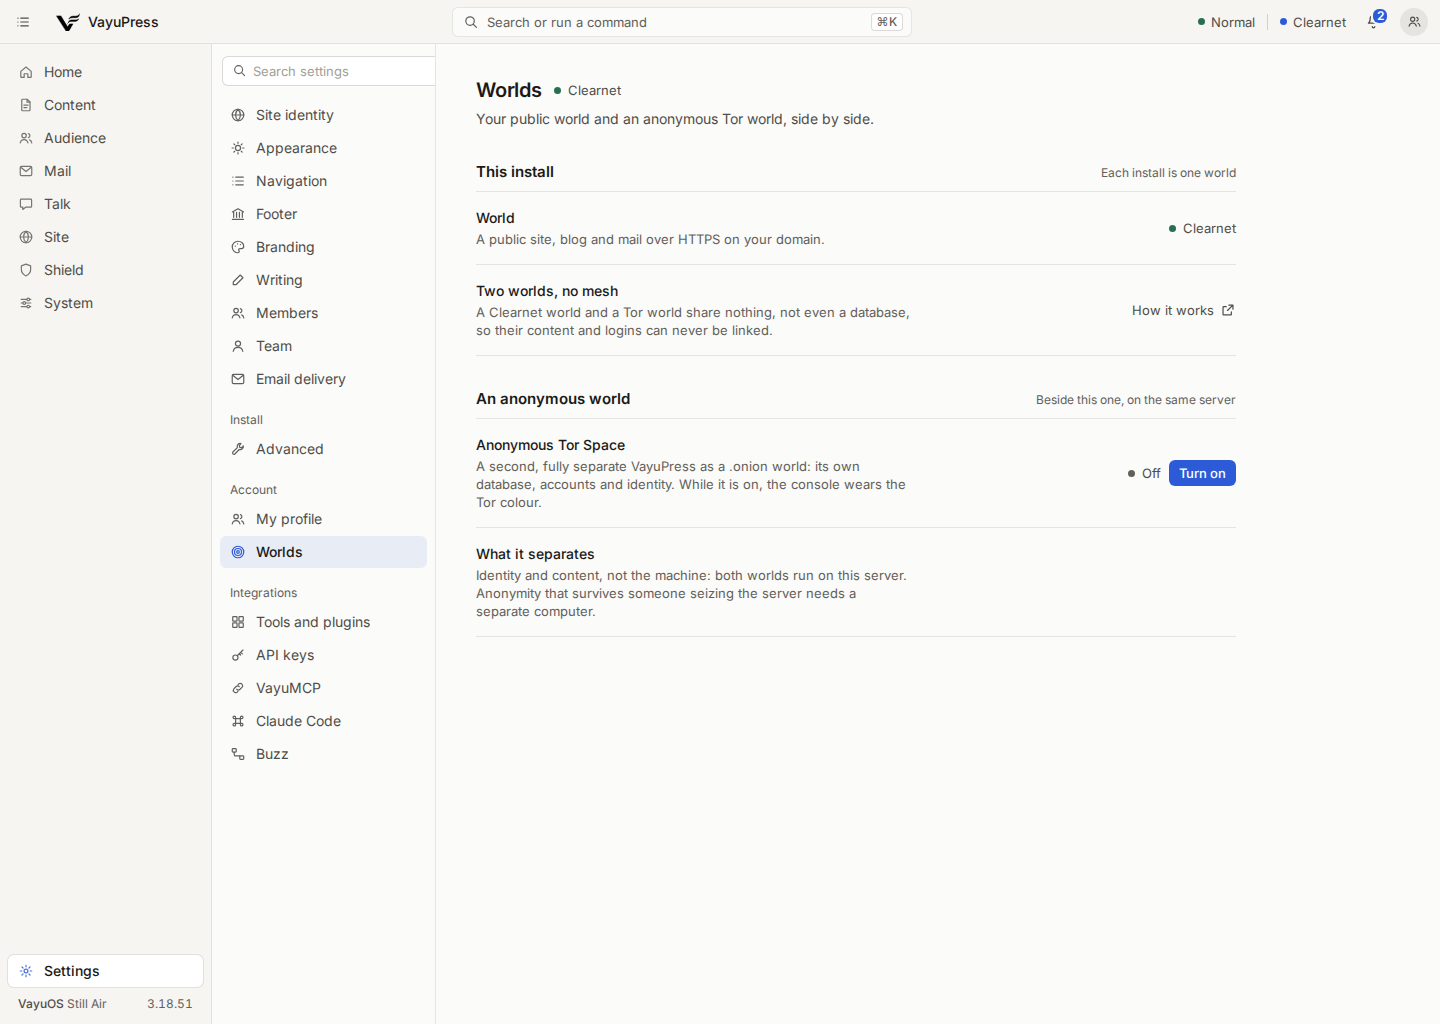 VayuPress
Search or run a command
⌘K
Normal
Clearnet
2
Home
Content
Audience
Mail
Talk
Site
Shield
System
Settings
VayuOS Still Air
3.18.51
Search settings
Site identity
Appearance
Navigation
Footer
Branding
Writing
Members
Team
Email delivery
Install
Advanced
Account
My profile
Worlds
Integrations
Tools and plugins
API keys
VayuMCP
Claude Code
Buzz
Worlds
Clearnet
Your public world and an anonymous Tor world, side by side.
This install
Each install is one world
World
A public site, blog and mail over HTTPS on your domain.
Clearnet
Two worlds, no mesh
A Clearnet world and a Tor world share nothing, not even a database,
so their content and logins can never be linked.
How it works
An anonymous world
Beside this one, on the same server
Anonymous Tor Space
A second, fully separate VayuPress as a .onion world: its own
database, accounts and identity. While it is on, the console wears the
Tor colour.
Off
Turn on
What it separates
Identity and content, not the machine: both worlds run on this server.
Anonymity that survives someone seizing the server needs a
separate computer.